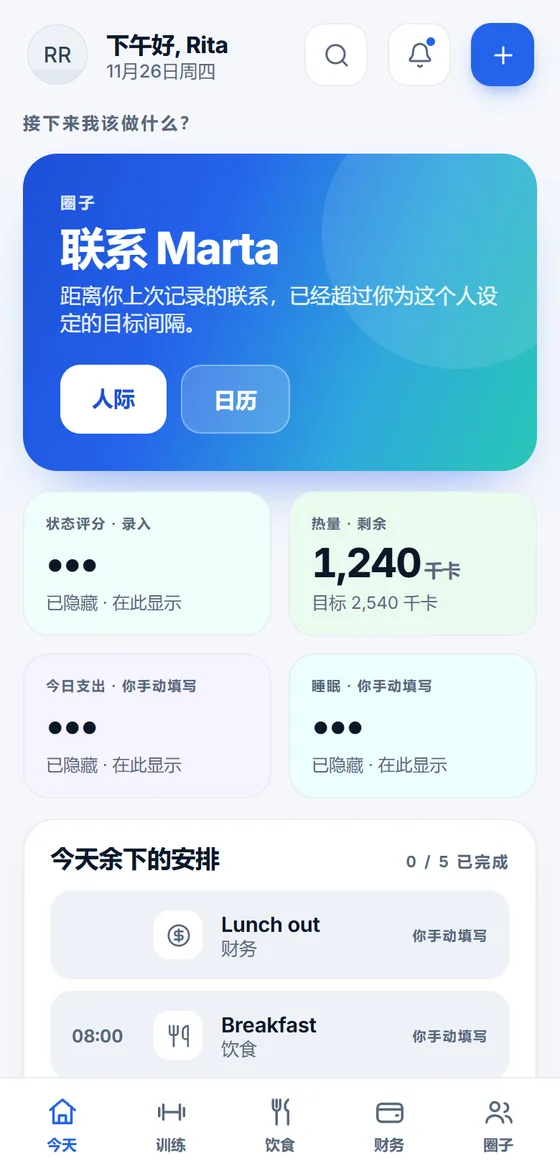 RR
下午好, Rita
11月26日周四
接下来我该做什么?
圈子
联系 Marta
距离你上次记录的联系，已经超过你为这个人设
定的目标间隔。
人际
日历
状态评分 · 录入
•••
已隐藏 · 在此显示
热量 · 剩余
1,240千卡
目标 2,540 千卡
今日支出 · 你手动填写
•••
已隐藏 · 在此显示
睡眠 · 你手动填写
•••
已隐藏 · 在此显示
今天余下的安排
0 / 5 已完成
Lunch out
财务
你手动填写
08:00
Breakfast
饮食
你手动填写
今天
训练
饮食
财务
圈子